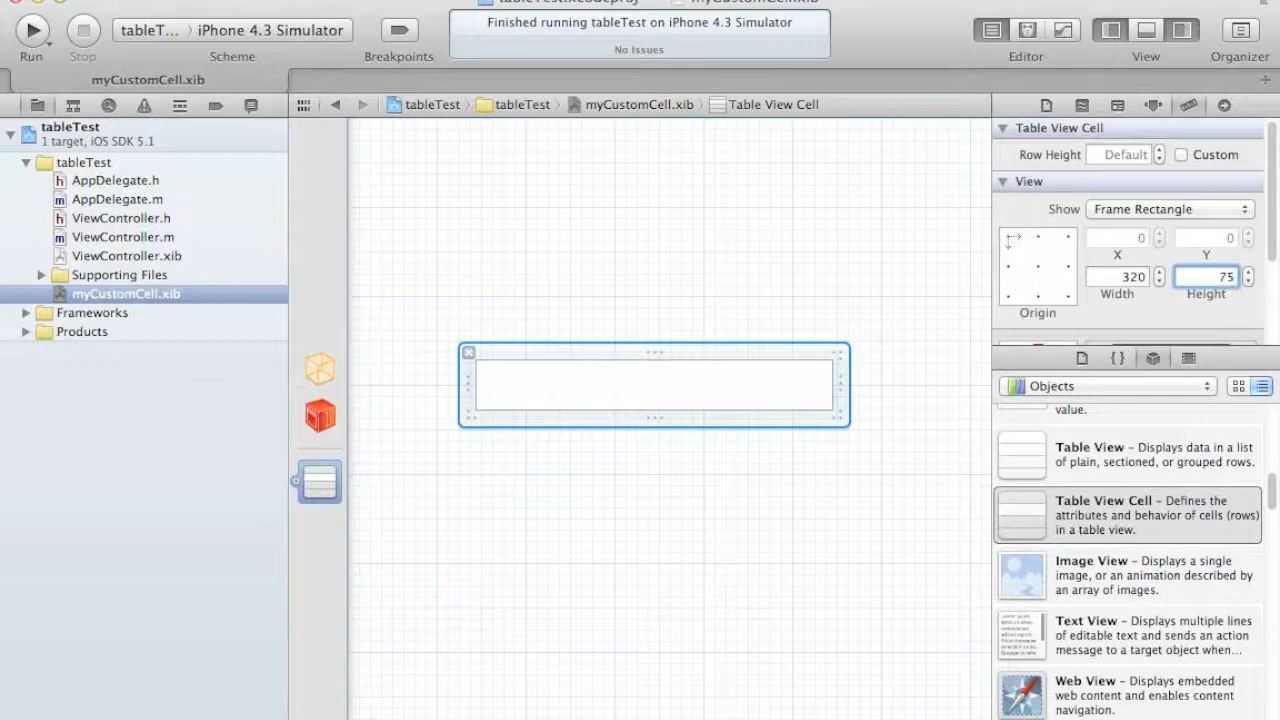 tableTest.xcodeproj — myCustomCell.xib
Finished running tableTest on iPhone 4.3 Simulator
No Issues
tableT... › iPhone 4.3 Simulator
Run
Stop
Scheme
Breakpoints
Editor
View
Organizer
myCustomCell.xib
tableTest › tableTest › myCustomCell.xib › Table View Cell
tableTest
1 target, iOS SDK 5.1
tableTest
h AppDelegate.h
m AppDelegate.m
h ViewController.h
m ViewController.m
ViewController.xib
Supporting Files
myCustomCell.xib
Frameworks
Products
Table View Cell
Row Height Default Custom
View
Show Frame Rectangle
0 0
X Y
320 75
Width Height
Origin
{ }
Objects
value.
Table View – Displays data in a list
of plain, sectioned, or grouped rows.
Table View Cell – Defines the
attributes and behavior of cells (rows)
in a table view.
Image View – Displays a single
image, or an animation described by
an array of images.
Text View – Displays multiple lines
of editable text and sends an action
message to a target object when...
Web View – Displays embedded
web content and enables content
navigation.